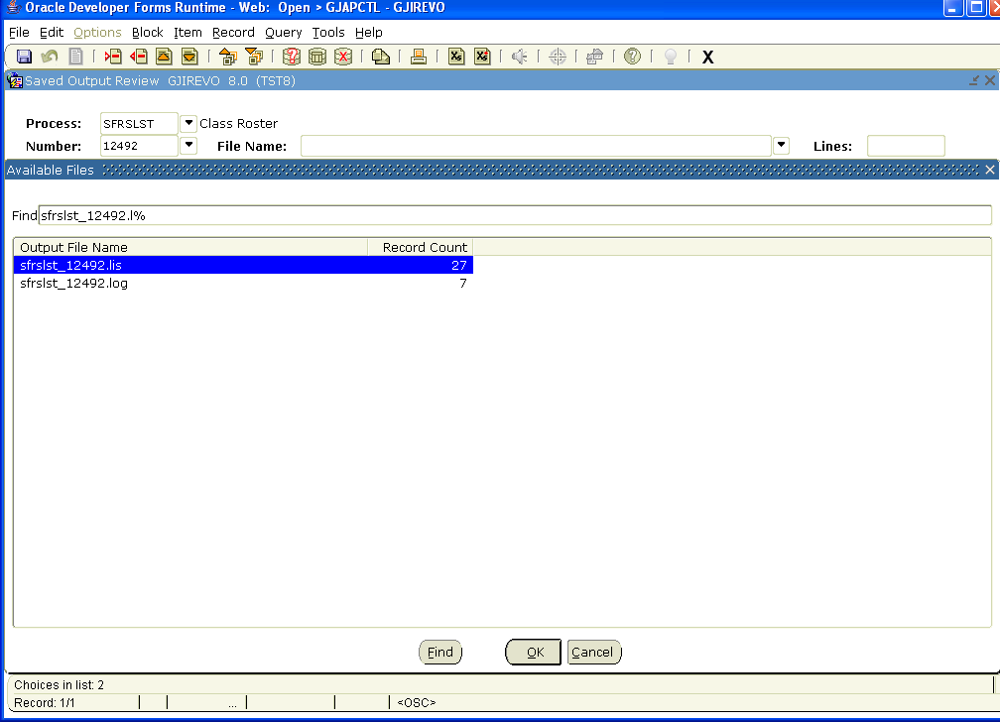 Oracle Developer Forms Runtime - Web: Open > GJAPCTL - GJIREVO
File Edit Options Block Item Record Query Tools Help
X
Saved Output Review GJIREVO 8.0 (TST8)
Process: SFRSLST Class Roster
Number: 12492 File Name: Lines:
Available Files
Find sfrslst_12492.l%
Output File Name Record Count
sfrslst_12492.lis 27
sfrslst_12492.log 7
Find OK Cancel
Choices in list: 2
Record: 1/1 ... <OSC>